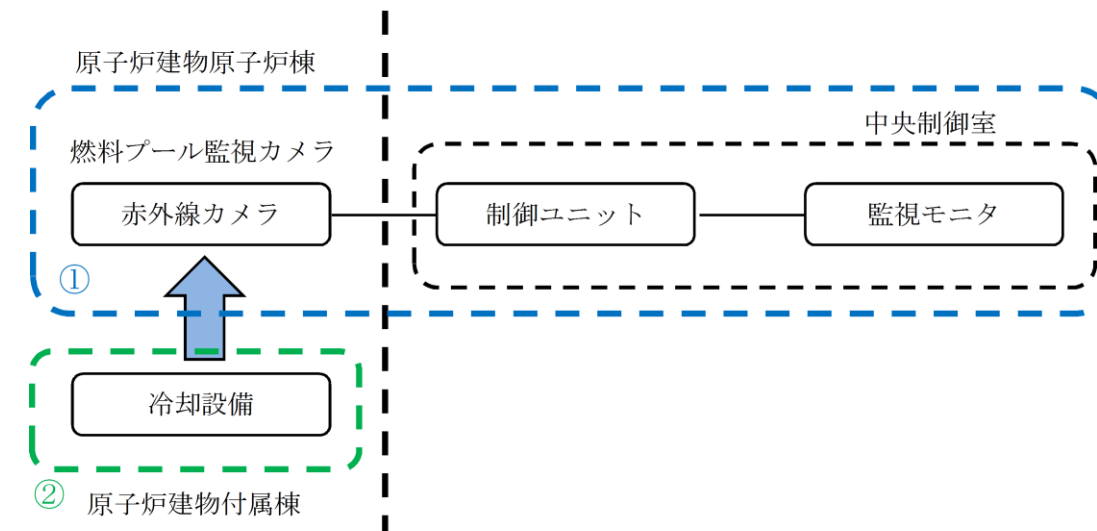 原子炉建物原子炉棟
中央制御室
燃料プール監視カメラ
赤外線カメラ
制御ユニット
監視モニタ
①
冷却設備
②
原子炉建物付属棟